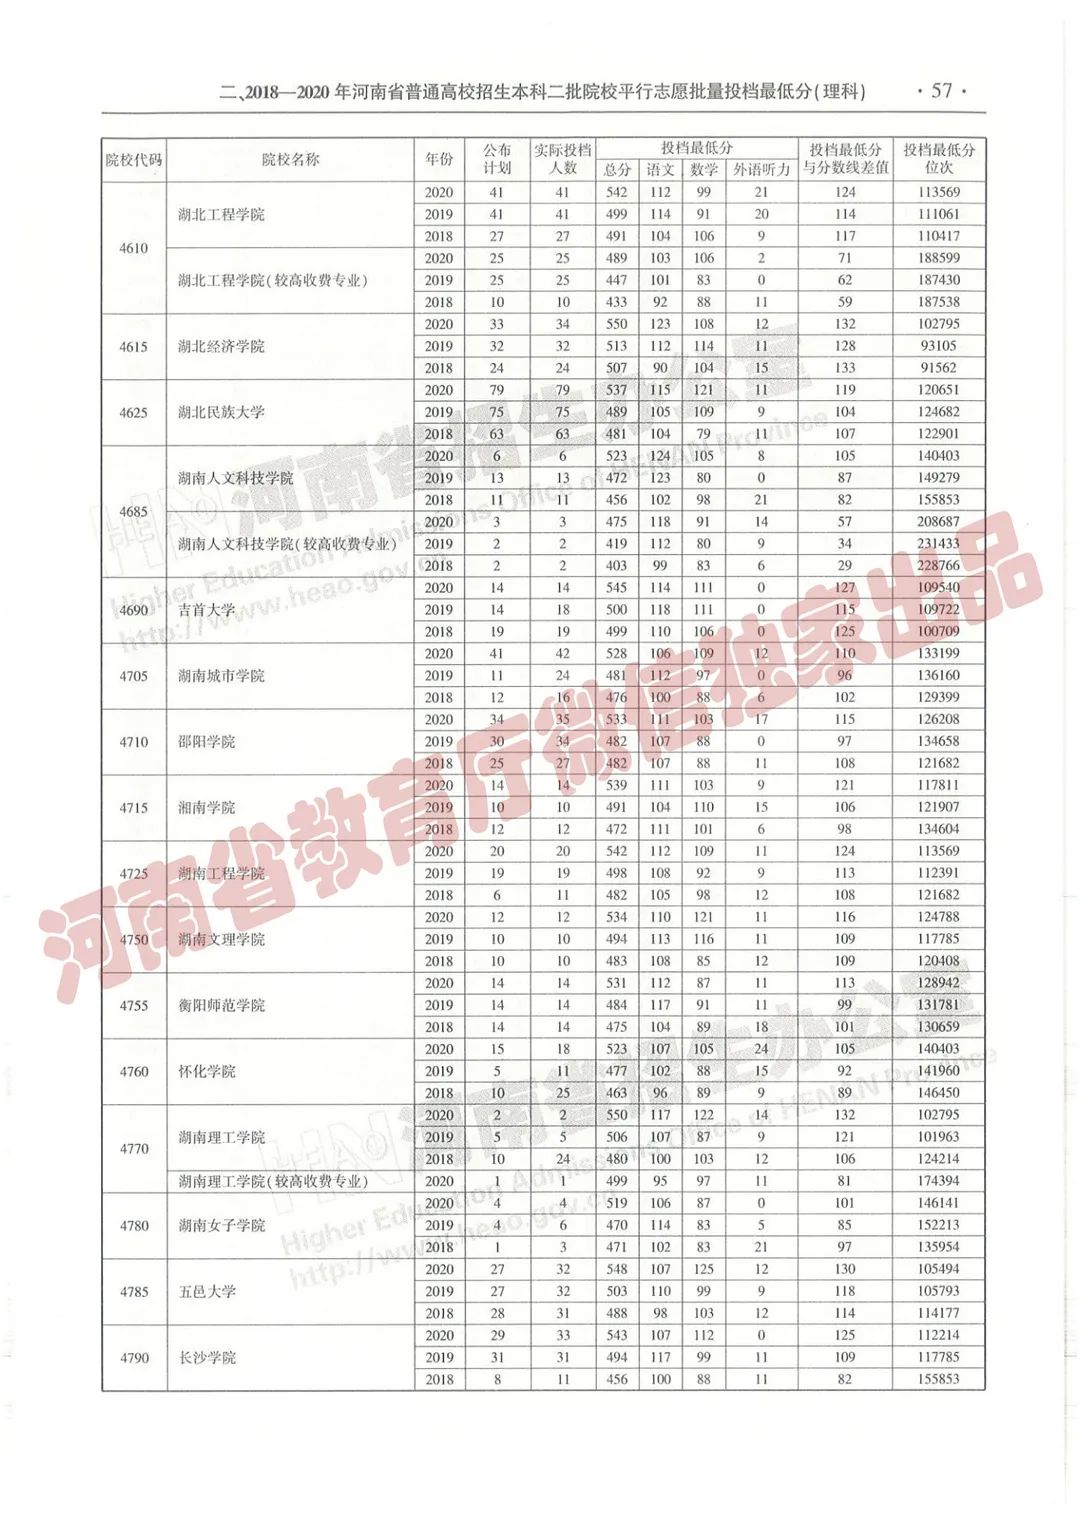 二、2018—2020 年河南省普通高校招生本科二批院校平行志愿批量投档最低分(理科) · 57 ·
院校代码 院校名称 年份 公布计划 实际投档人数 投档最低分 投档最低分与分数线差值 投档最低分位次
总分 语文 数学 外语听力
4610 湖北工程学院 2020 41 41 542 112 99 21 124 113569
2019 41 41 499 114 91 20 114 111061
2018 27 27 491 104 106 9 117 110417
湖北工程学院(较高收费专业) 2020 25 25 489 103 106 2 71 188599
2019 25 25 447 101 83 0 62 187430
2018 10 10 433 92 88 11 59 187538
4615 湖北经济学院 2020 33 34 550 123 108 12 132 102795
2019 32 32 513 112 114 11 128 93105
2018 24 24 507 90 104 15 133 91562
4625 湖北民族大学 2020 79 79 537 115 121 11 119 120651
2019 75 75 489 105 109 9 104 124682
2018 63 63 481 104 79 11 107 122901
4685 湖南人文科技学院 2020 6 6 523 124 105 8 105 140403
2019 13 13 472 123 80 0 87 149279
2018 11 11 456 102 98 21 82 155853
湖南人文科技学院(较高收费专业) 2020 3 3 475 118 91 14 57 208687
2019 2 2 419 112 80 9 34 231433
2018 2 2 403 99 83 6 29 228766
4690 吉首大学 2020 14 14 545 114 111 0 127 109540
2019 14 18 500 118 111 0 115 109722
2018 19 19 499 110 106 0 125 100709
4705 湖南城市学院 2020 41 42 528 106 109 12 110 133199
2019 11 24 481 112 97 0 96 136160
2018 12 16 476 100 88 6 102 129399
4710 邵阳学院 2020 34 35 533 111 103 17 115 126208
2019 30 34 482 107 88 0 97 134658
2018 25 27 482 107 88 11 108 121682
4715 湘南学院 2020 14 14 539 111 103 9 121 117811
2019 10 10 491 104 110 15 106 121907
2018 12 12 472 111 101 6 98 134604
4725 湖南工程学院 2020 20 20 542 112 109 11 124 113569
2019 19 19 498 108 92 9 113 112391
2018 6 11 482 105 98 12 108 121682
4750 湖南文理学院 2020 12 12 534 110 121 11 116 124788
2019 10 10 494 113 116 11 109 117785
2018 10 10 483 108 85 12 109 120408
4755 衡阳师范学院 2020 14 14 531 112 87 11 113 128942
2019 14 14 484 117 91 11 99 131781
2018 14 14 475 104 89 18 101 130659
4760 怀化学院 2020 15 18 523 107 105 24 105 140403
2019 5 11 477 102 88 15 92 141960
2018 10 25 463 96 89 9 89 146450
4770 湖南理工学院 2020 2 2 550 117 122 14 132 102795
2019 5 5 506 107 87 9 121 101963
2018 10 24 480 100 103 12 106 124214
湖南理工学院(较高收费专业) 2020 1 1 499 95 97 11 81 174394
4780 湖南女子学院 2020 4 4 519 106 87 0 101 146141
2019 4 6 470 114 83 5 85 152213
2018 1 3 471 102 83 21 97 135954
4785 五邑大学 2020 27 32 548 107 125 12 130 105494
2019 27 32 503 110 99 9 118 105793
2018 28 31 488 98 103 12 114 114177
4790 长沙学院 2020 29 33 543 107 112 0 125 112214
2019 31 31 494 117 99 11 109 117785
2018 8 11 456 100 88 11 82 155853
河南省教育厅微信独家出品
HEAO 河南省招生办公室
Higher Education Admissions Office of HENAN Province
http://www.heao.gov.cn
HEAO 河南省招生办公室
Higher Education Admissions Office of HENAN Province
http://www.heao.gov.cn